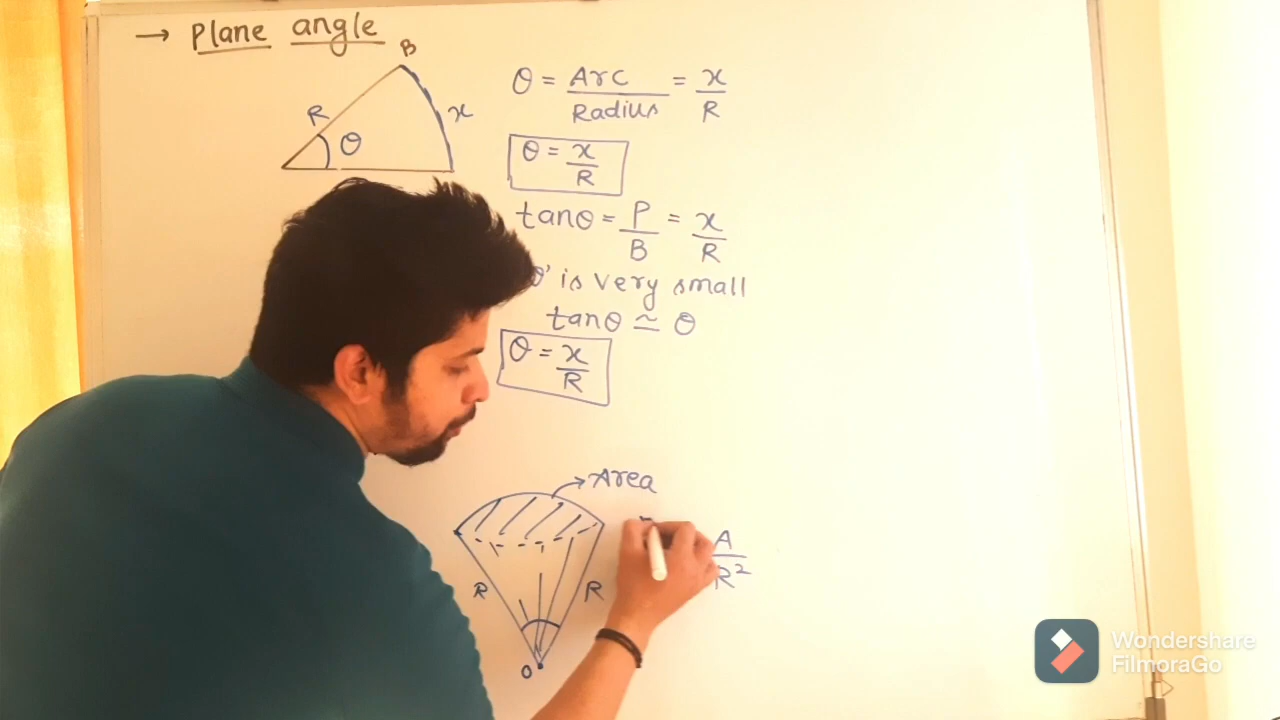 → Plane angle
B
R
θ
x
θ = Arc / Radius = x / R
θ = x / R
tanθ = P / B = x / R
θ' is very small
tanθ ≃ θ
θ = x / R
→ Area
R
R
O
A / R²
Wondershare
FilmoraGo